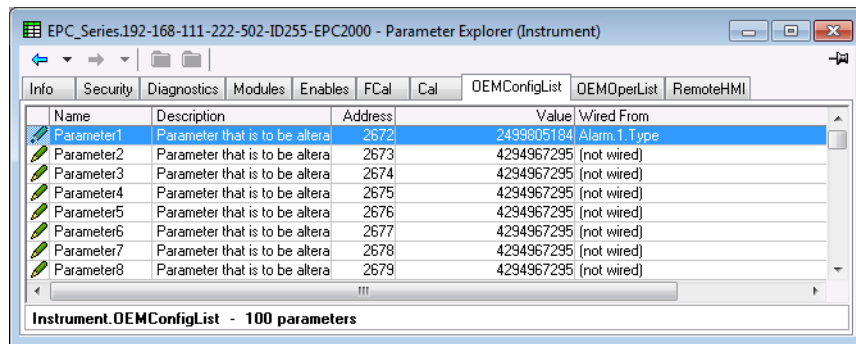 EPC_Series.192-168-111-222-502-ID255-EPC2000 - Parameter Explorer (Instrument)
Info Security Diagnostics Modules Enables FCal Cal OEMConfigList OEMOperList RemoteHMI
Name Description Address Value Wired From
Parameter1 Parameter that is to be altera 2672 2499805184 Alarm.1.Type
Parameter2 Parameter that is to be altera 2673 4294967295 (not wired)
Parameter3 Parameter that is to be altera 2674 4294967295 (not wired)
Parameter4 Parameter that is to be altera 2675 4294967295 (not wired)
Parameter5 Parameter that is to be altera 2676 4294967295 (not wired)
Parameter6 Parameter that is to be altera 2677 4294967295 (not wired)
Parameter7 Parameter that is to be altera 2678 4294967295 (not wired)
Parameter8 Parameter that is to be altera 2679 4294967295 (not wired)
Instrument.OEMConfigList - 100 parameters